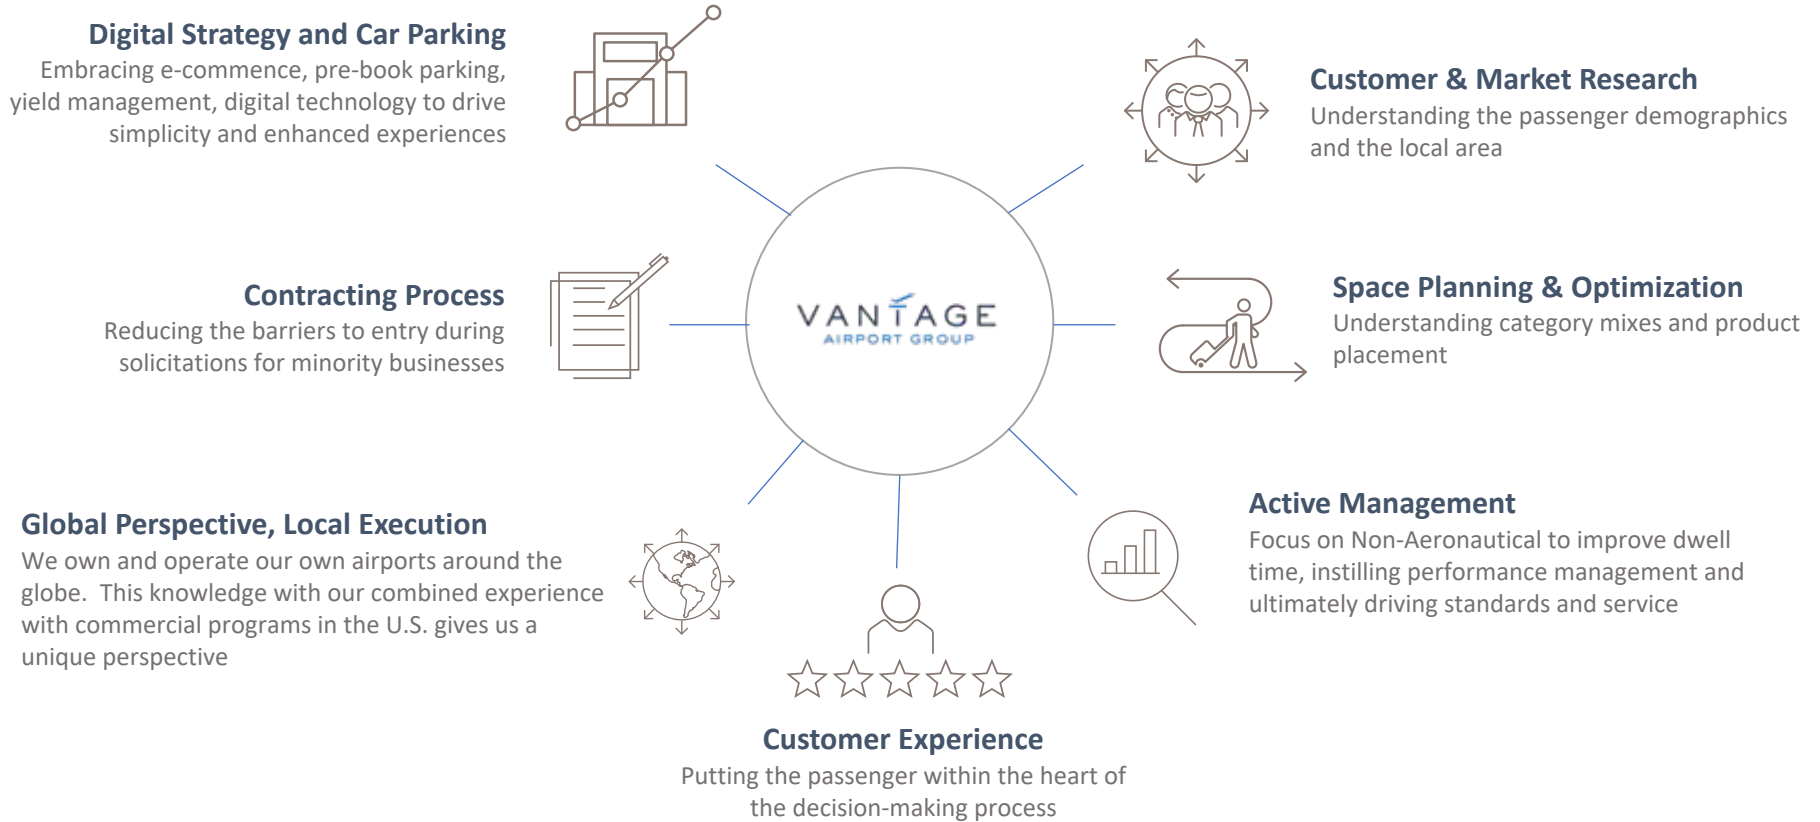 Digital Strategy and Car Parking
Embracing e-commence, pre-book parking,
yield management, digital technology to drive
simplicity and enhanced experiences
Customer & Market Research
Understanding the passenger demographics
and the local area
Contracting Process
Reducing the barriers to entry during
solicitations for minority businesses
VANTAGE
AIRPORT GROUP
Space Planning & Optimization
Understanding category mixes and product
placement
Global Perspective, Local Execution
We own and operate our own airports around the
globe.  This knowledge with our combined experience
with commercial programs in the U.S. gives us a
unique perspective
Active Management
Focus on Non-Aeronautical to improve dwell
time, instilling performance management and
ultimately driving standards and service
Customer Experience
Putting the passenger within the heart of
the decision-making process